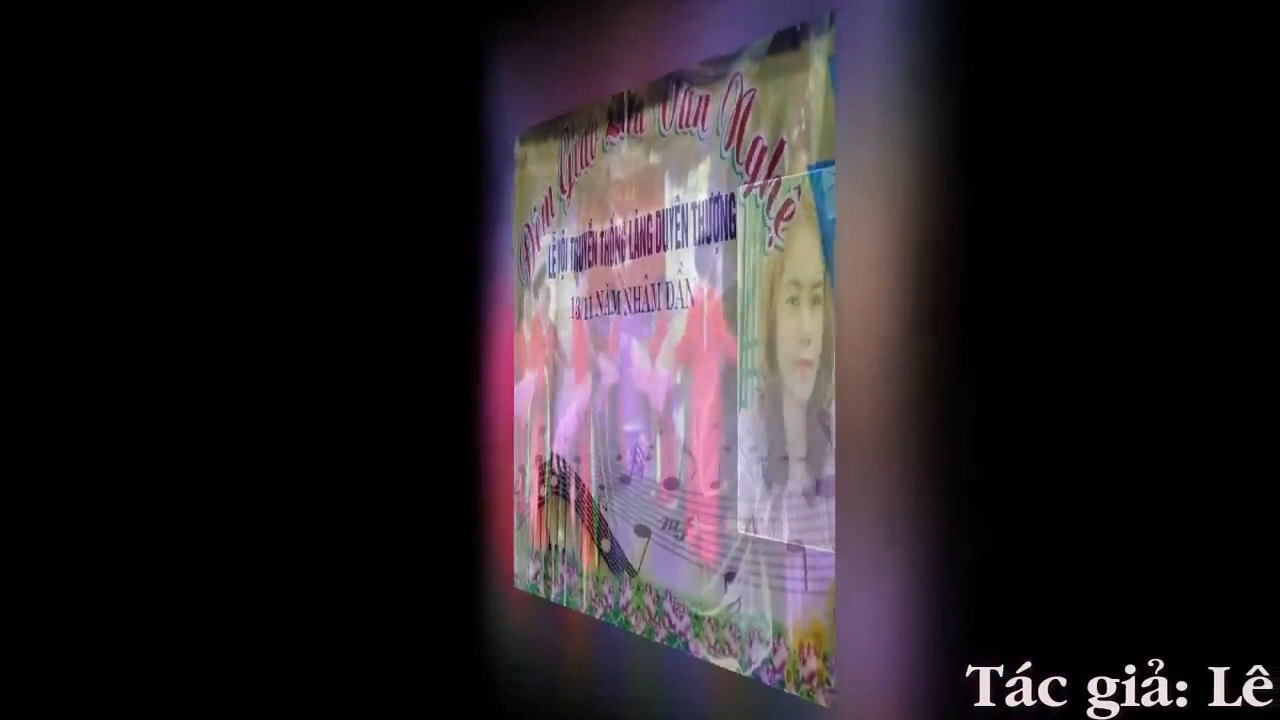 Đêm Giao Lưu Văn Nghệ
LỄ HỘI TRUYỀN THỐNG LÀNG DUYÊN THƯỢNG
13/11 NĂM NHÂM DẦN
Tác giả: Lê